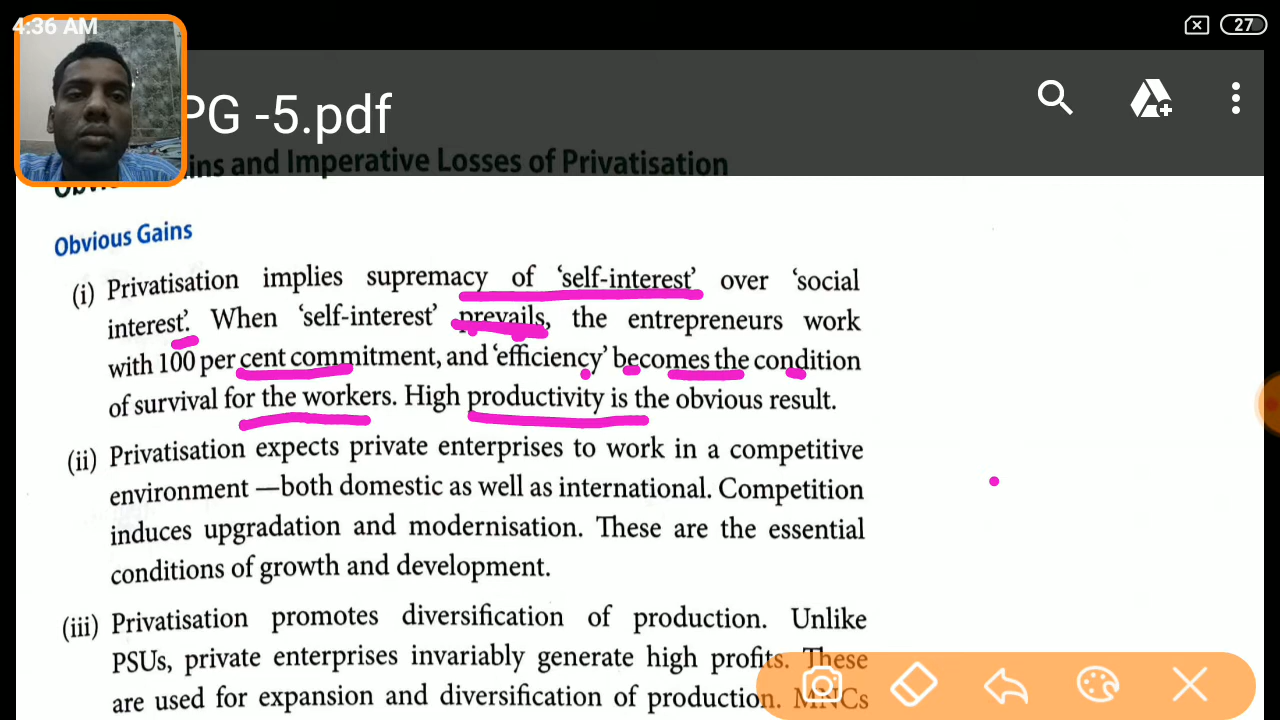 4:36 AM
27
PG -5.pdf
ins and Imperative Losses of Privatisation
Obvious Gains
(i) Privatisation implies supremacy of ‘self-interest’ over ‘social
interest’. When ‘self-interest’ prevails, the entrepreneurs work
with 100 per cent commitment, and ‘efficiency’ becomes the condition
of survival for the workers. High productivity is the obvious result.
(ii) Privatisation expects private enterprises to work in a competitive
environment —both domestic as well as international. Competition
induces upgradation and modernisation. These are the essential
conditions of growth and development.
(iii) Privatisation promotes diversification of production. Unlike
PSUs, private enterprises invariably generate high profits. These
are used for expansion and diversification of production. MNCs